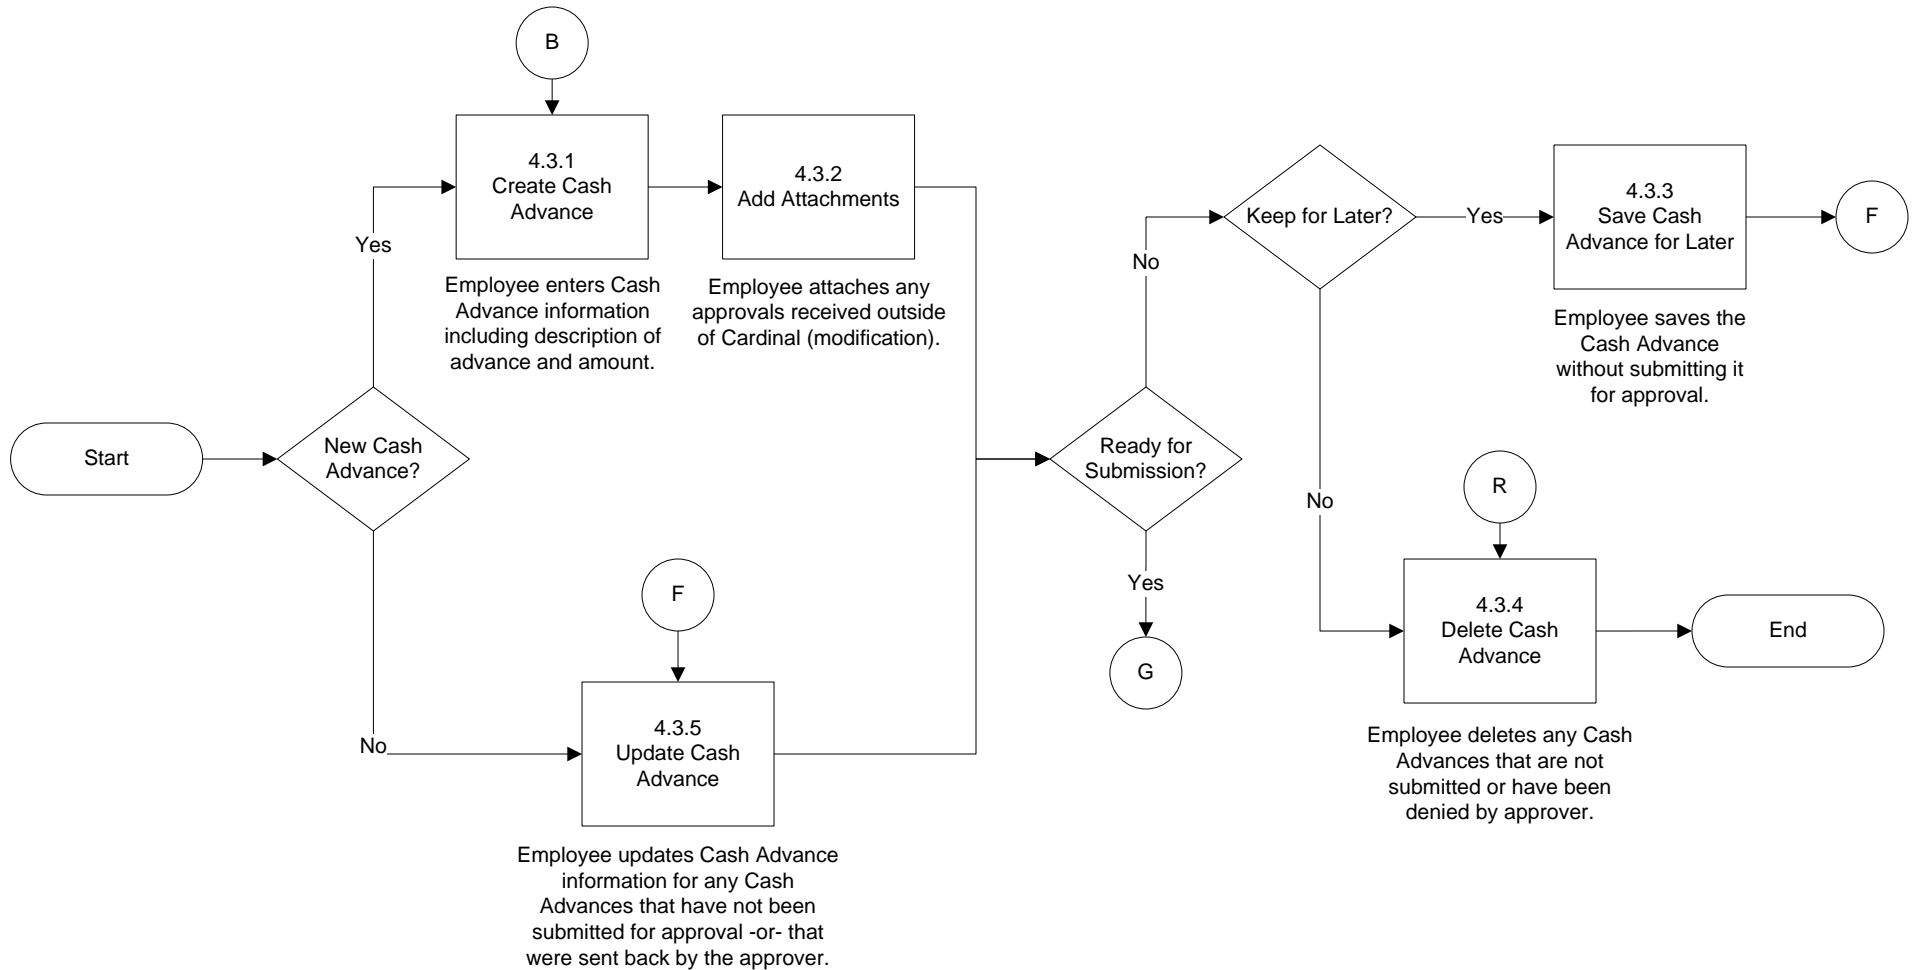 B
4.3.1
Create Cash
Advance
Employee enters Cash
Advance information
including description of
advance and amount.
4.3.2
Add Attachments
Employee attaches any
approvals received outside
of Cardinal (modification).
Yes
Start
New Cash
Advance?
No
F
4.3.5
Update Cash
Advance
Employee updates Cash Advance
information for any Cash
Advances that have not been
submitted for approval -or- that
were sent back by the approver.
Ready for
Submission?
No
Yes
G
Keep for Later?
Yes
4.3.3
Save Cash
Advance for Later
Employee saves the
Cash Advance
without submitting it
for approval.
F
No
R
4.3.4
Delete Cash
Advance
Employee deletes any Cash
Advances that are not
submitted or have been
denied by approver.
End